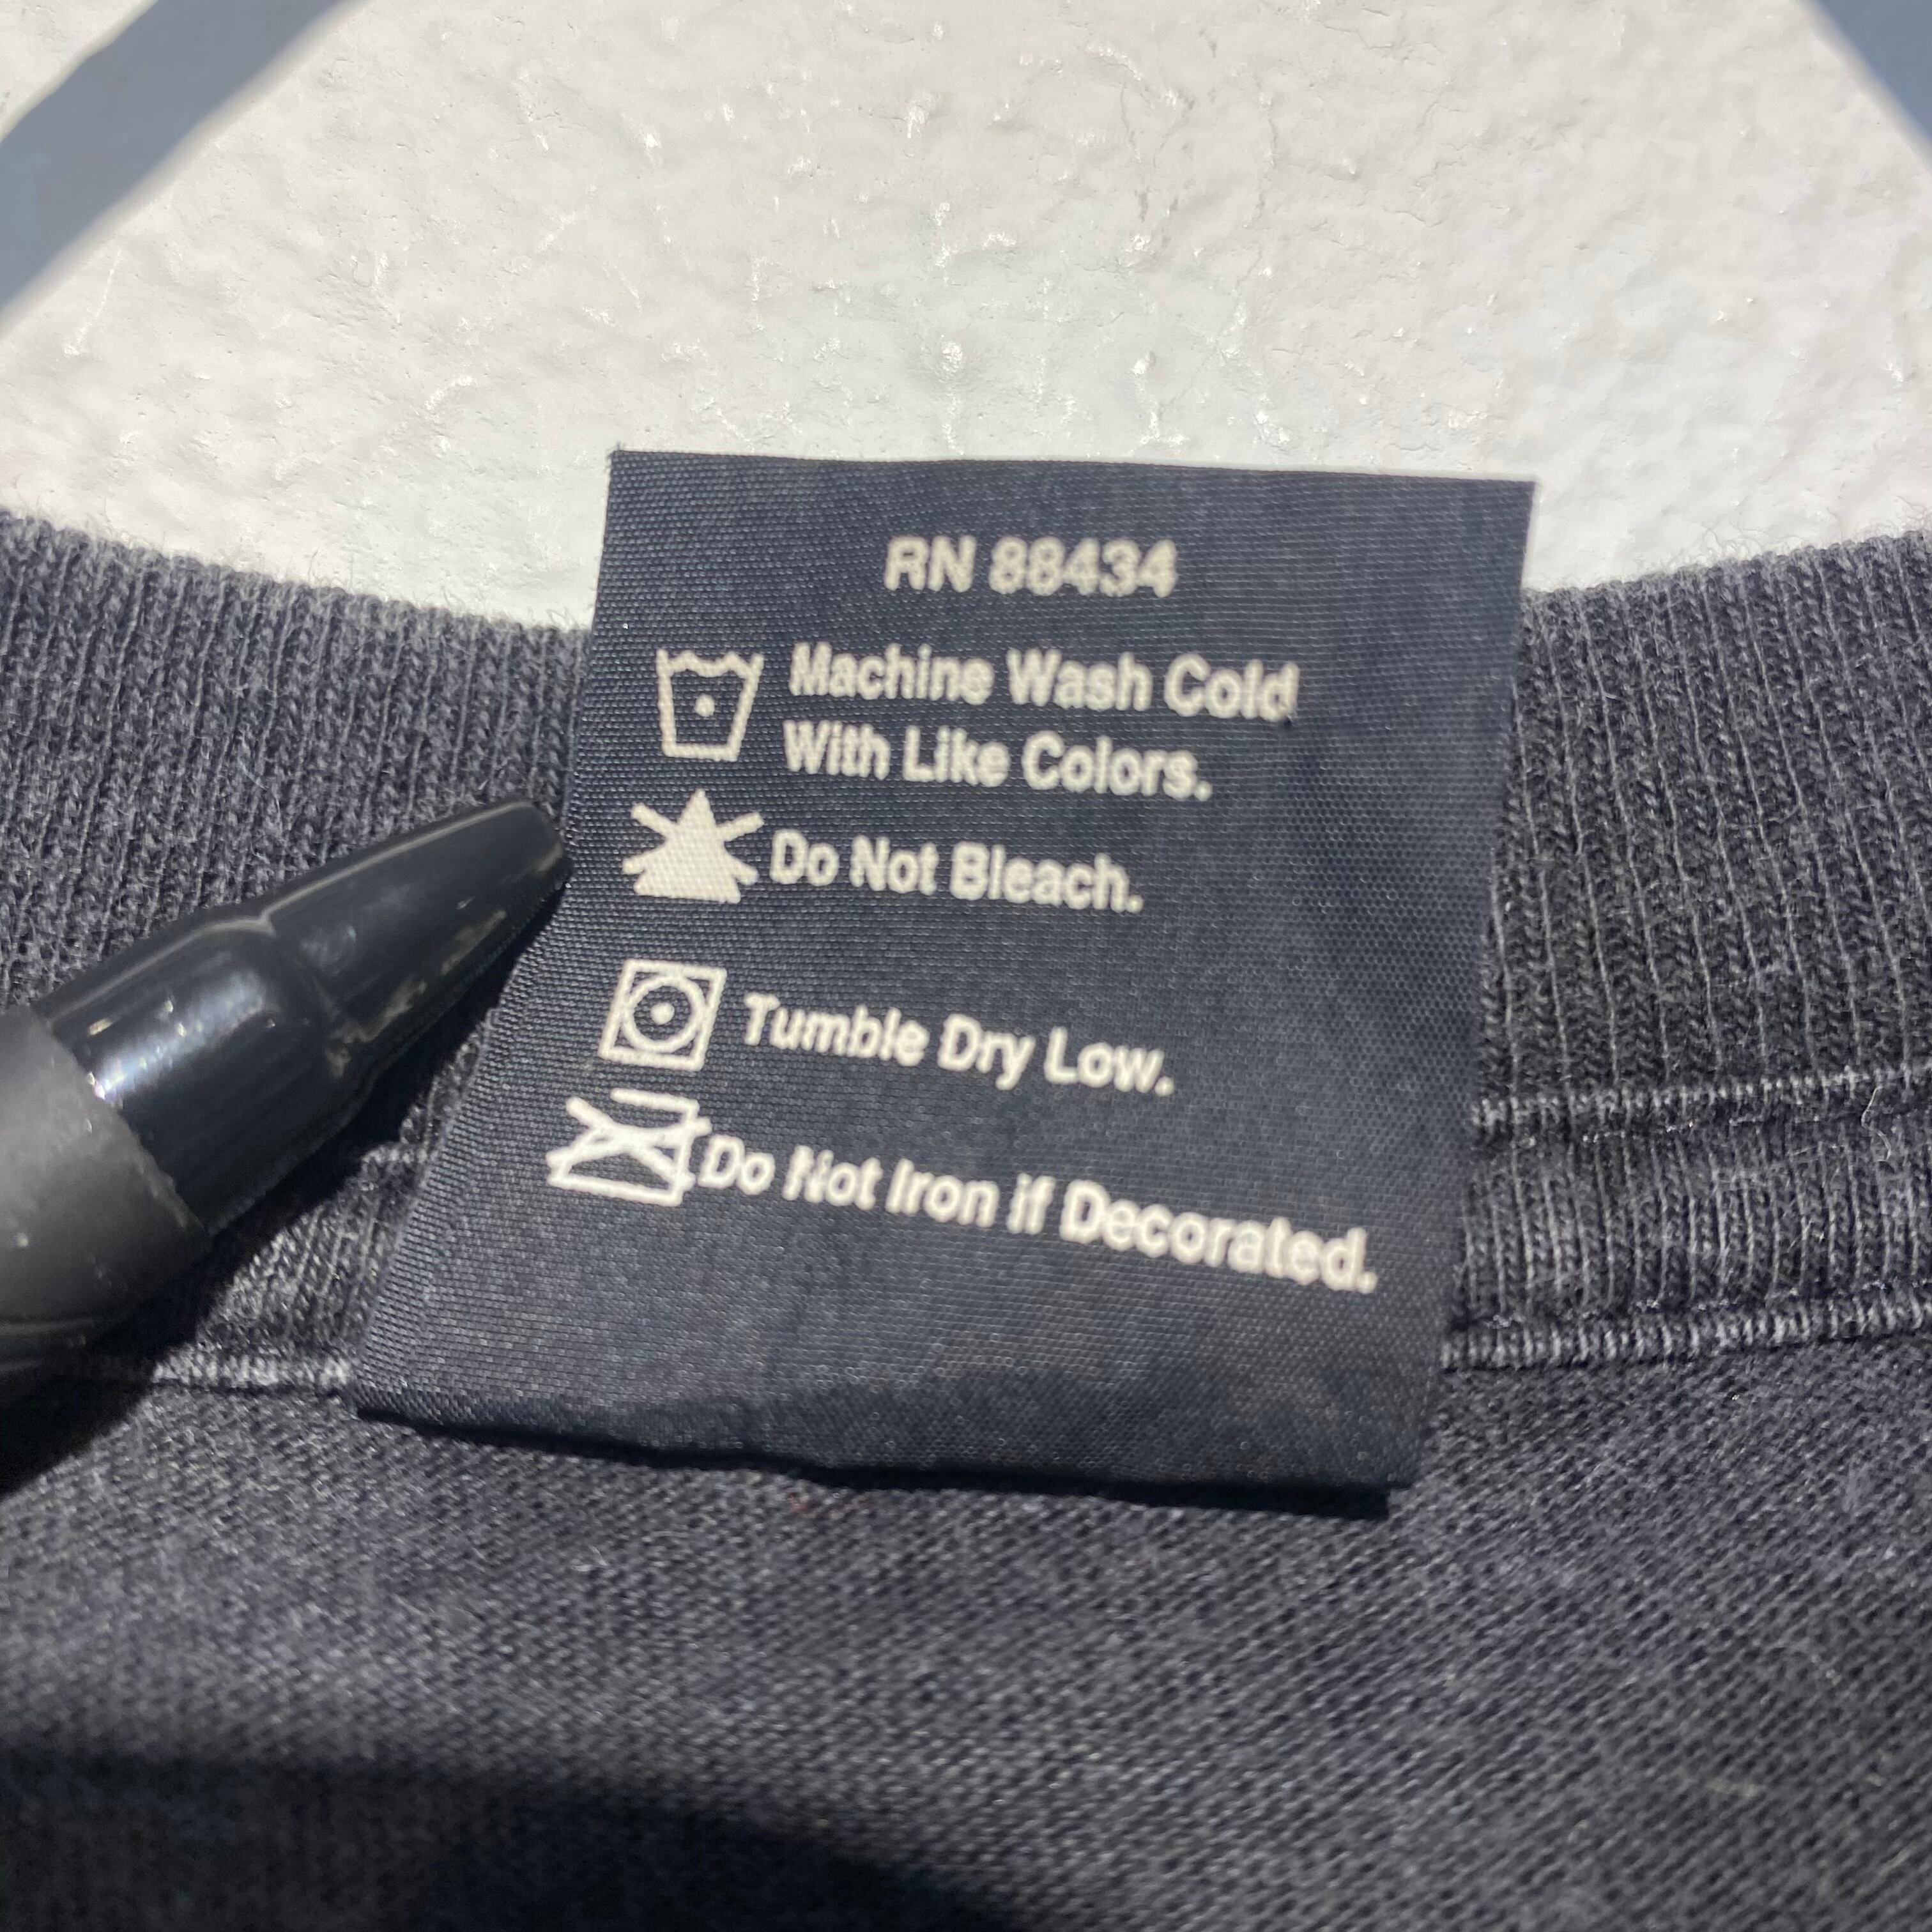 RN 88434
Machine Wash Cold
With Like Colors.
Do Not Bleach.
Tumble Dry Low.
Do Not Iron if Decorated.